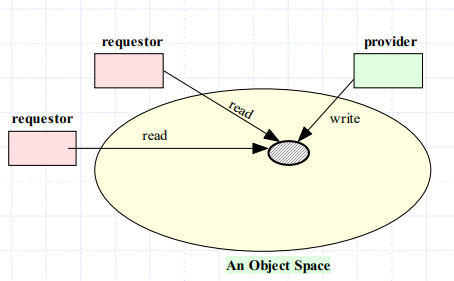 requestor
provider
requestor
read
write
read
An Object Space